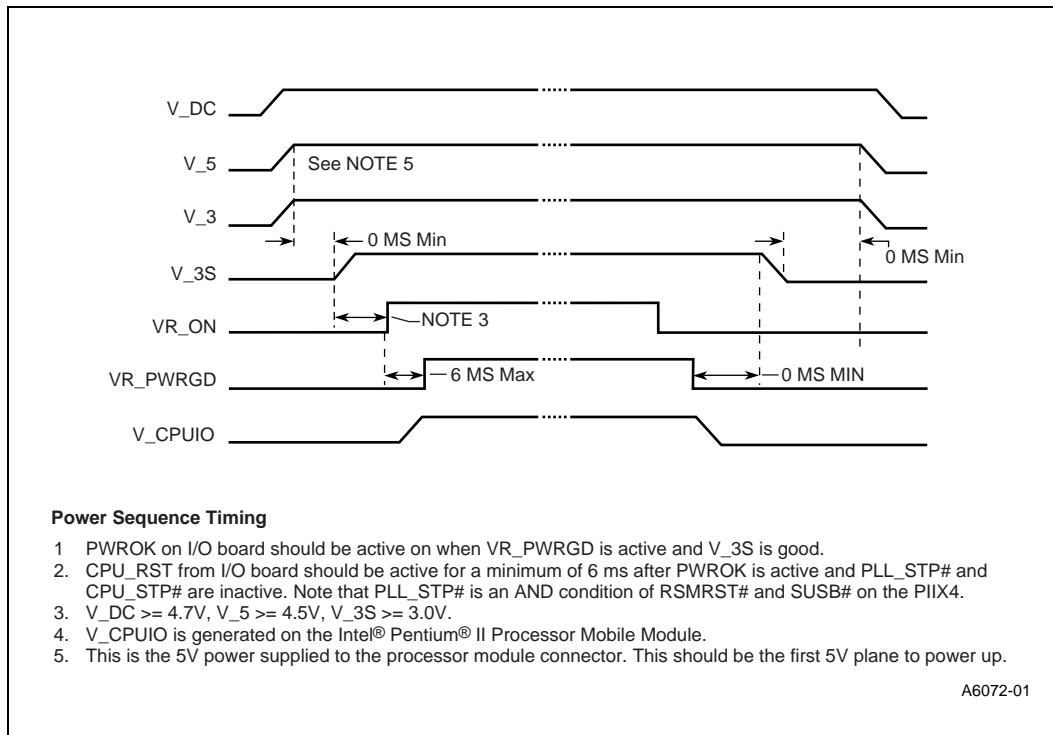 V_DC
V_5
See NOTE 5
V_3
0 MS Min
0 MS Min
V_3S
VR_ON
NOTE 3
VR_PWRGD
6 MS Max
0 MS MIN
V_CPUIO
Power Sequence Timing
1 PWROK on I/O board should be active on when VR_PWRGD is active and V_3S is good.
2. CPU_RST from I/O board should be active for a minimum of 6 ms after PWROK is active and PLL_STP# and
CPU_STP# are inactive. Note that PLL_STP# is an AND condition of RSMRST# and SUSB# on the PIIX4.
3. V_DC >= 4.7V, V_5 >= 4.5V, V_3S >= 3.0V.
4. V_CPUIO is generated on the Intel® Pentium® II Processor Mobile Module.
5. This is the 5V power supplied to the processor module connector. This should be the first 5V plane to power up.
A6072-01